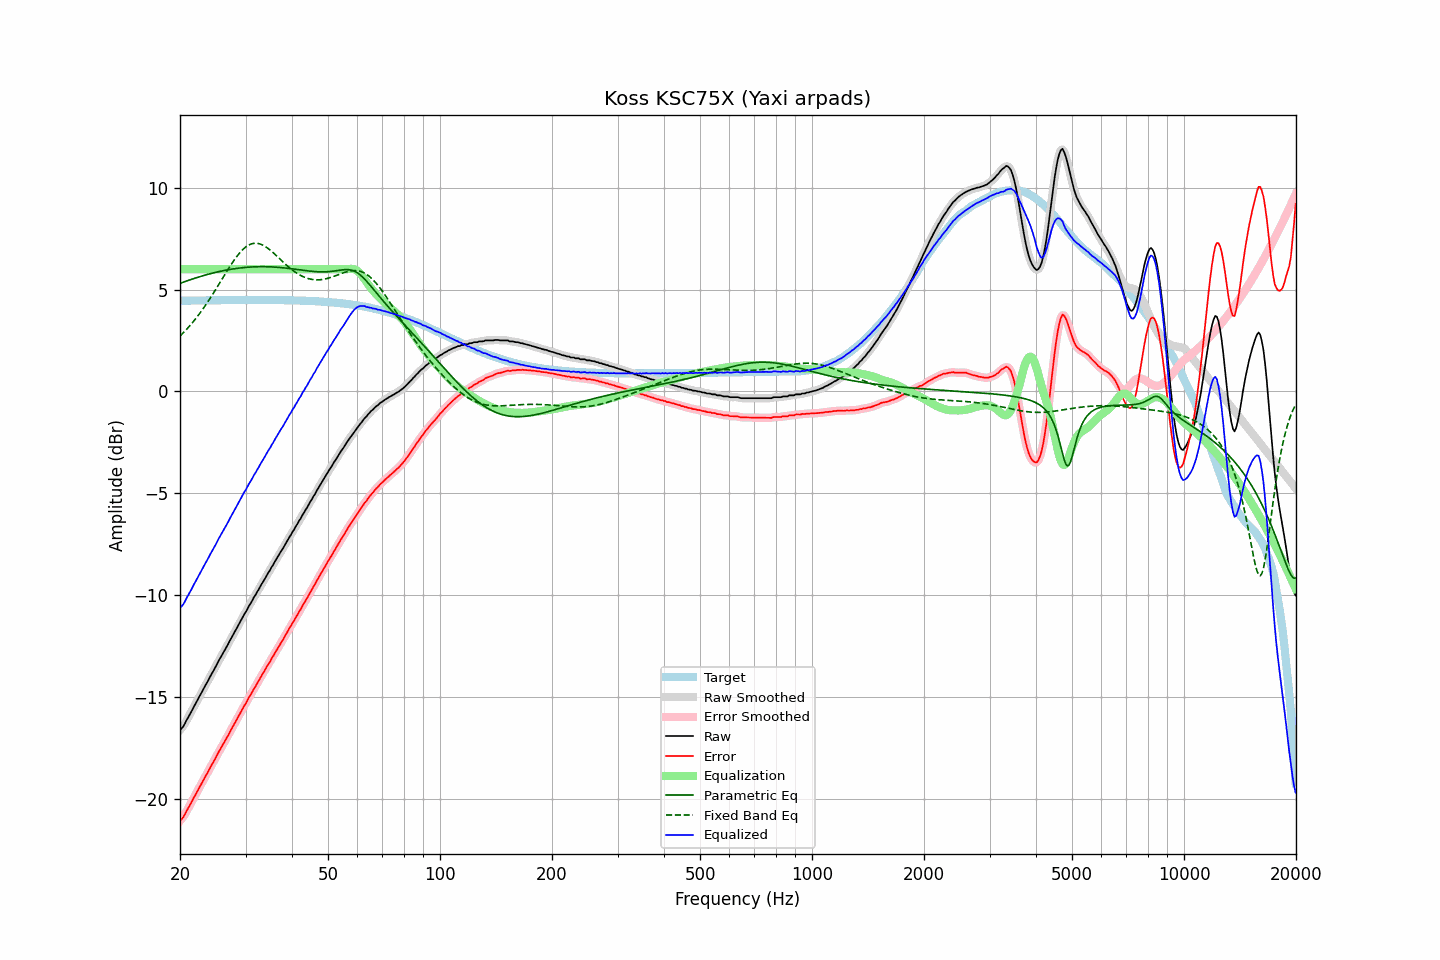 Koss KSC75X (Yaxi arpads)
Amplitude (dBr)
10
5
0
−5
−10
−15
−20
Target
Raw Smoothed
Error Smoothed
Raw
Error
Equalization
Parametric Eq
Fixed Band Eq
Equalized
20 50 100 200 500 1000 2000 5000 10000 20000
Frequency (Hz)